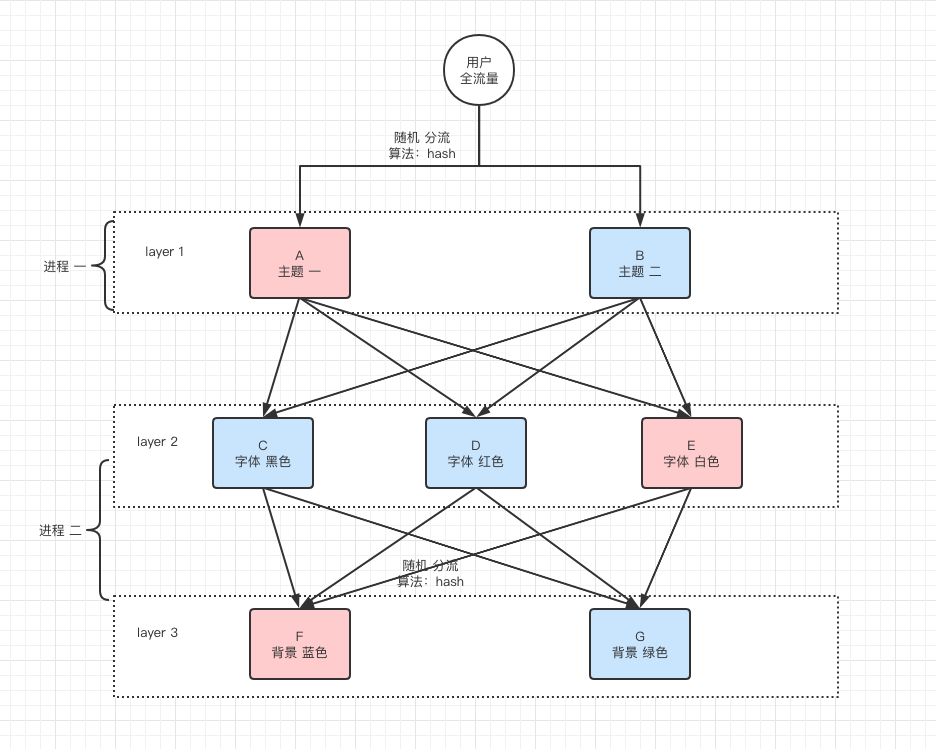 用户
全流量
随机 分流
算法：hash
layer 1
进程 一
A
主题 一
B
主题 二
layer 2
C
字体 黑色
D
字体 红色
E
字体 白色
进程 二
随机 分流
算法：hash
layer 3
F
背景 蓝色
G
背景 绿色